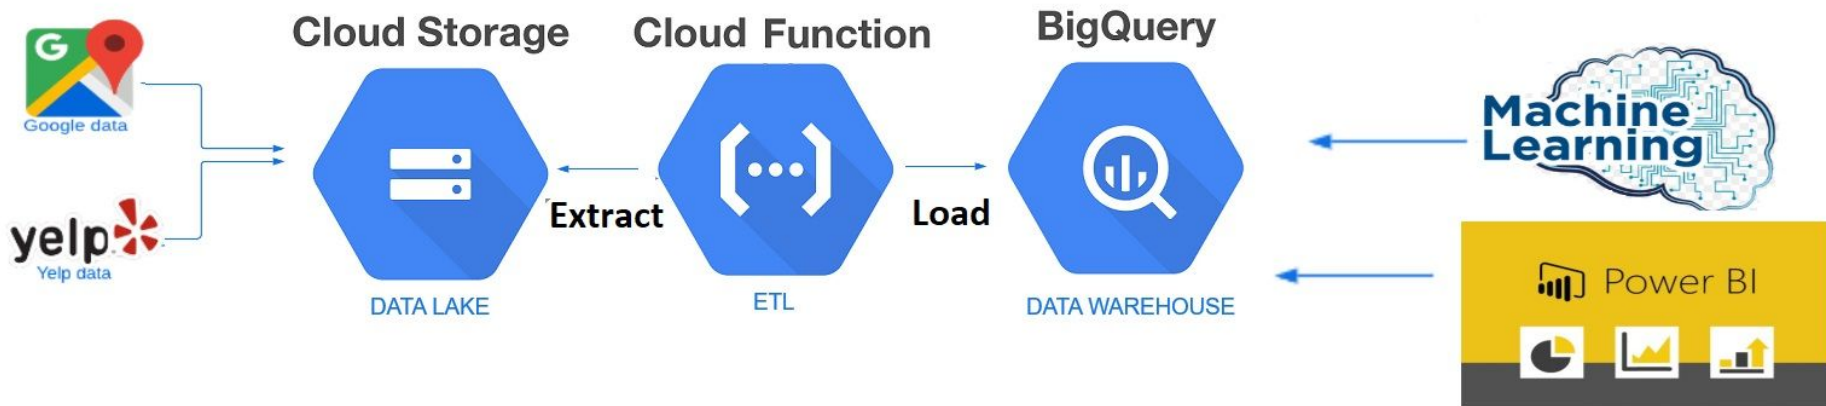 Cloud Storage
Cloud Function
BigQuery
G
Google data
yelp
Yelp data
Extract
Load
DATA LAKE
ETL
DATA WAREHOUSE
Machine
Learning
Power BI